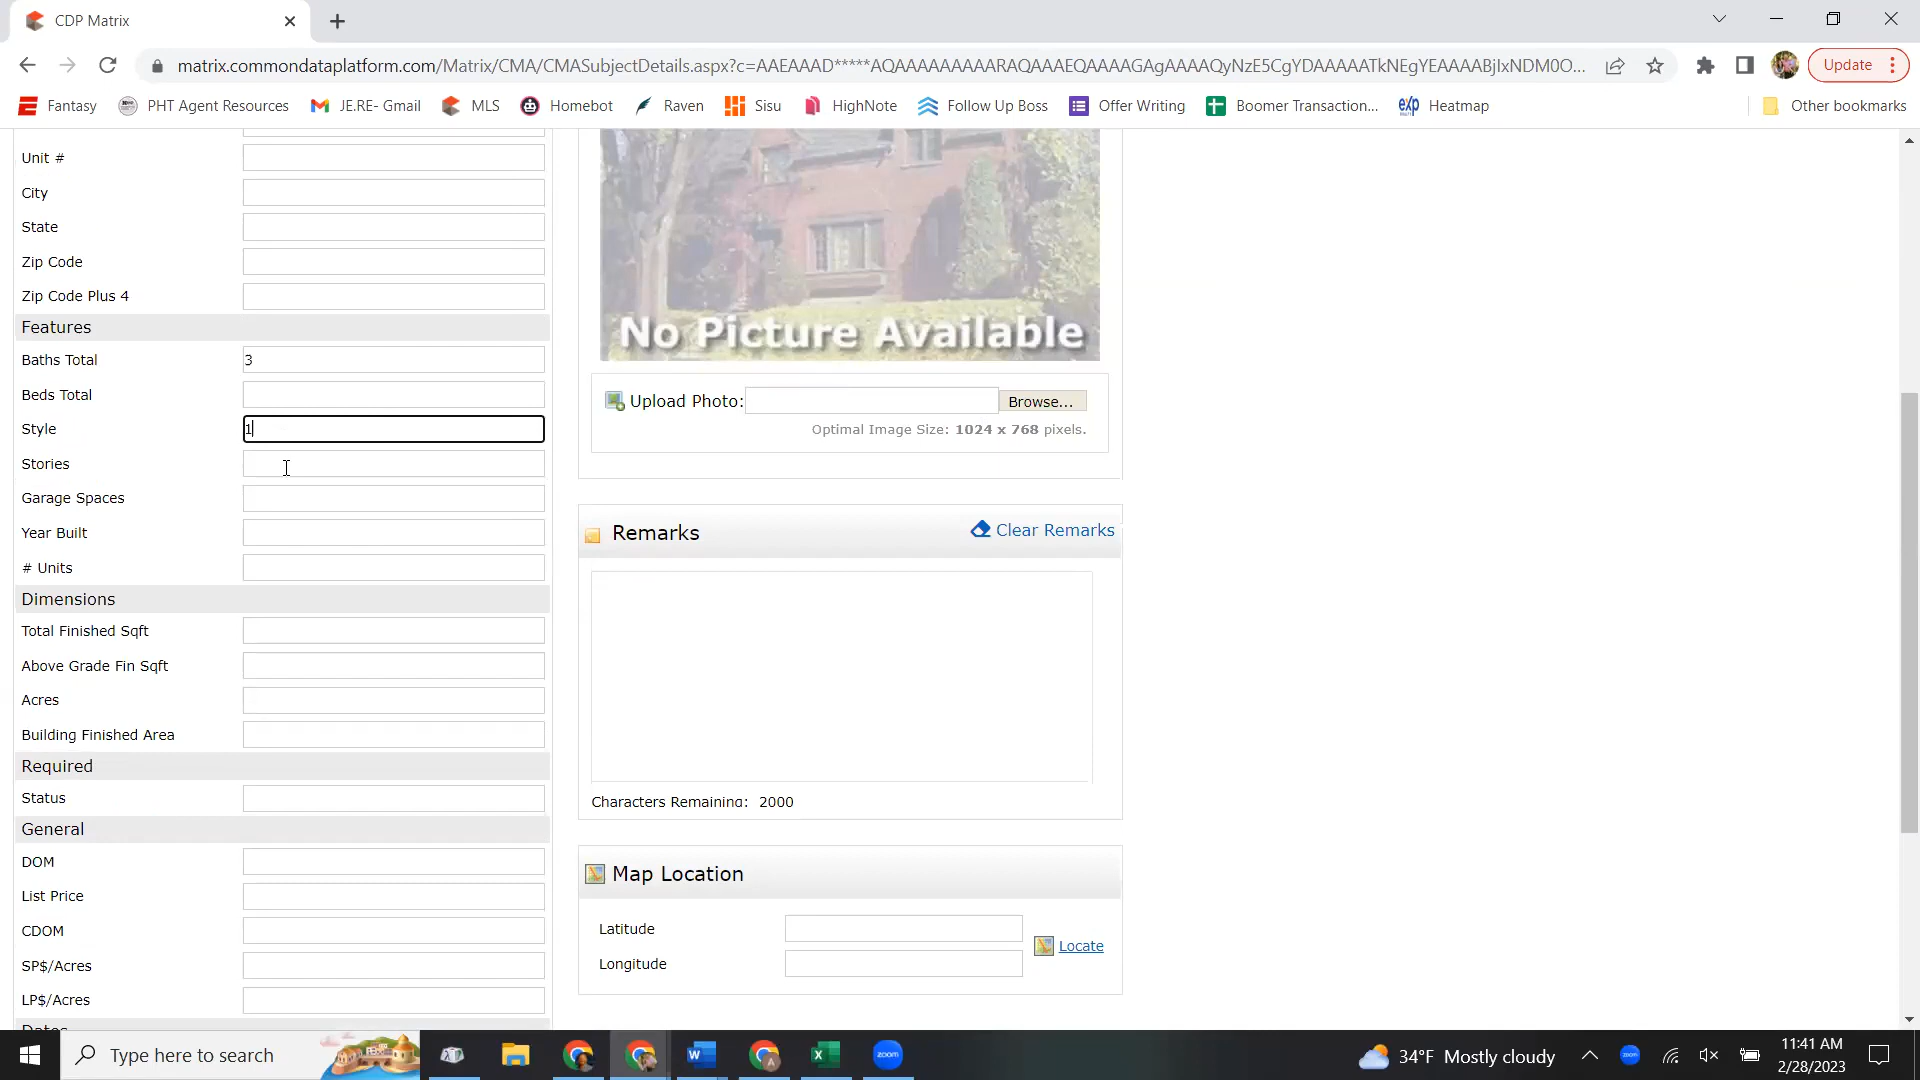 CDP Matrix
matrix.commondataplatform.com/Matrix/CMA/CMASubjectDetails.aspx?c=AAEAAAD*****AQAAAAAAAAARAQAAAEQAAAAGAgAAAAQyNzE5CgYDAAAAATkNEgYEAAAABjIxNDM0O...
Update
Fantasy
PHT Agent Resources
JE.RE- Gmail
MLS
Homebot
Raven
Sisu
HighNote
Follow Up Boss
Offer Writing
Boomer Transaction...
exp Heatmap
Other bookmarks
Unit #
City
State
Zip Code
Zip Code Plus 4
Features
Baths Total 3
Beds Total
Style 1
Stories
Garage Spaces
Year Built
# Units
Dimensions
Total Finished Sqft
Above Grade Fin Sqft
Acres
Building Finished Area
Required
Status
General
DOM
List Price
CDOM
SP$/Acres
LP$/Acres
Dates
No Picture Available
Upload Photo: Browse...
Optimal Image Size: 1024 x 768 pixels.
Remarks
Clear Remarks
Characters Remaining: 2000
Map Location
Latitude
Longitude
Locate
Type here to search
zoom
34°F Mostly cloudy
zoom
11:41 AM
2/28/2023